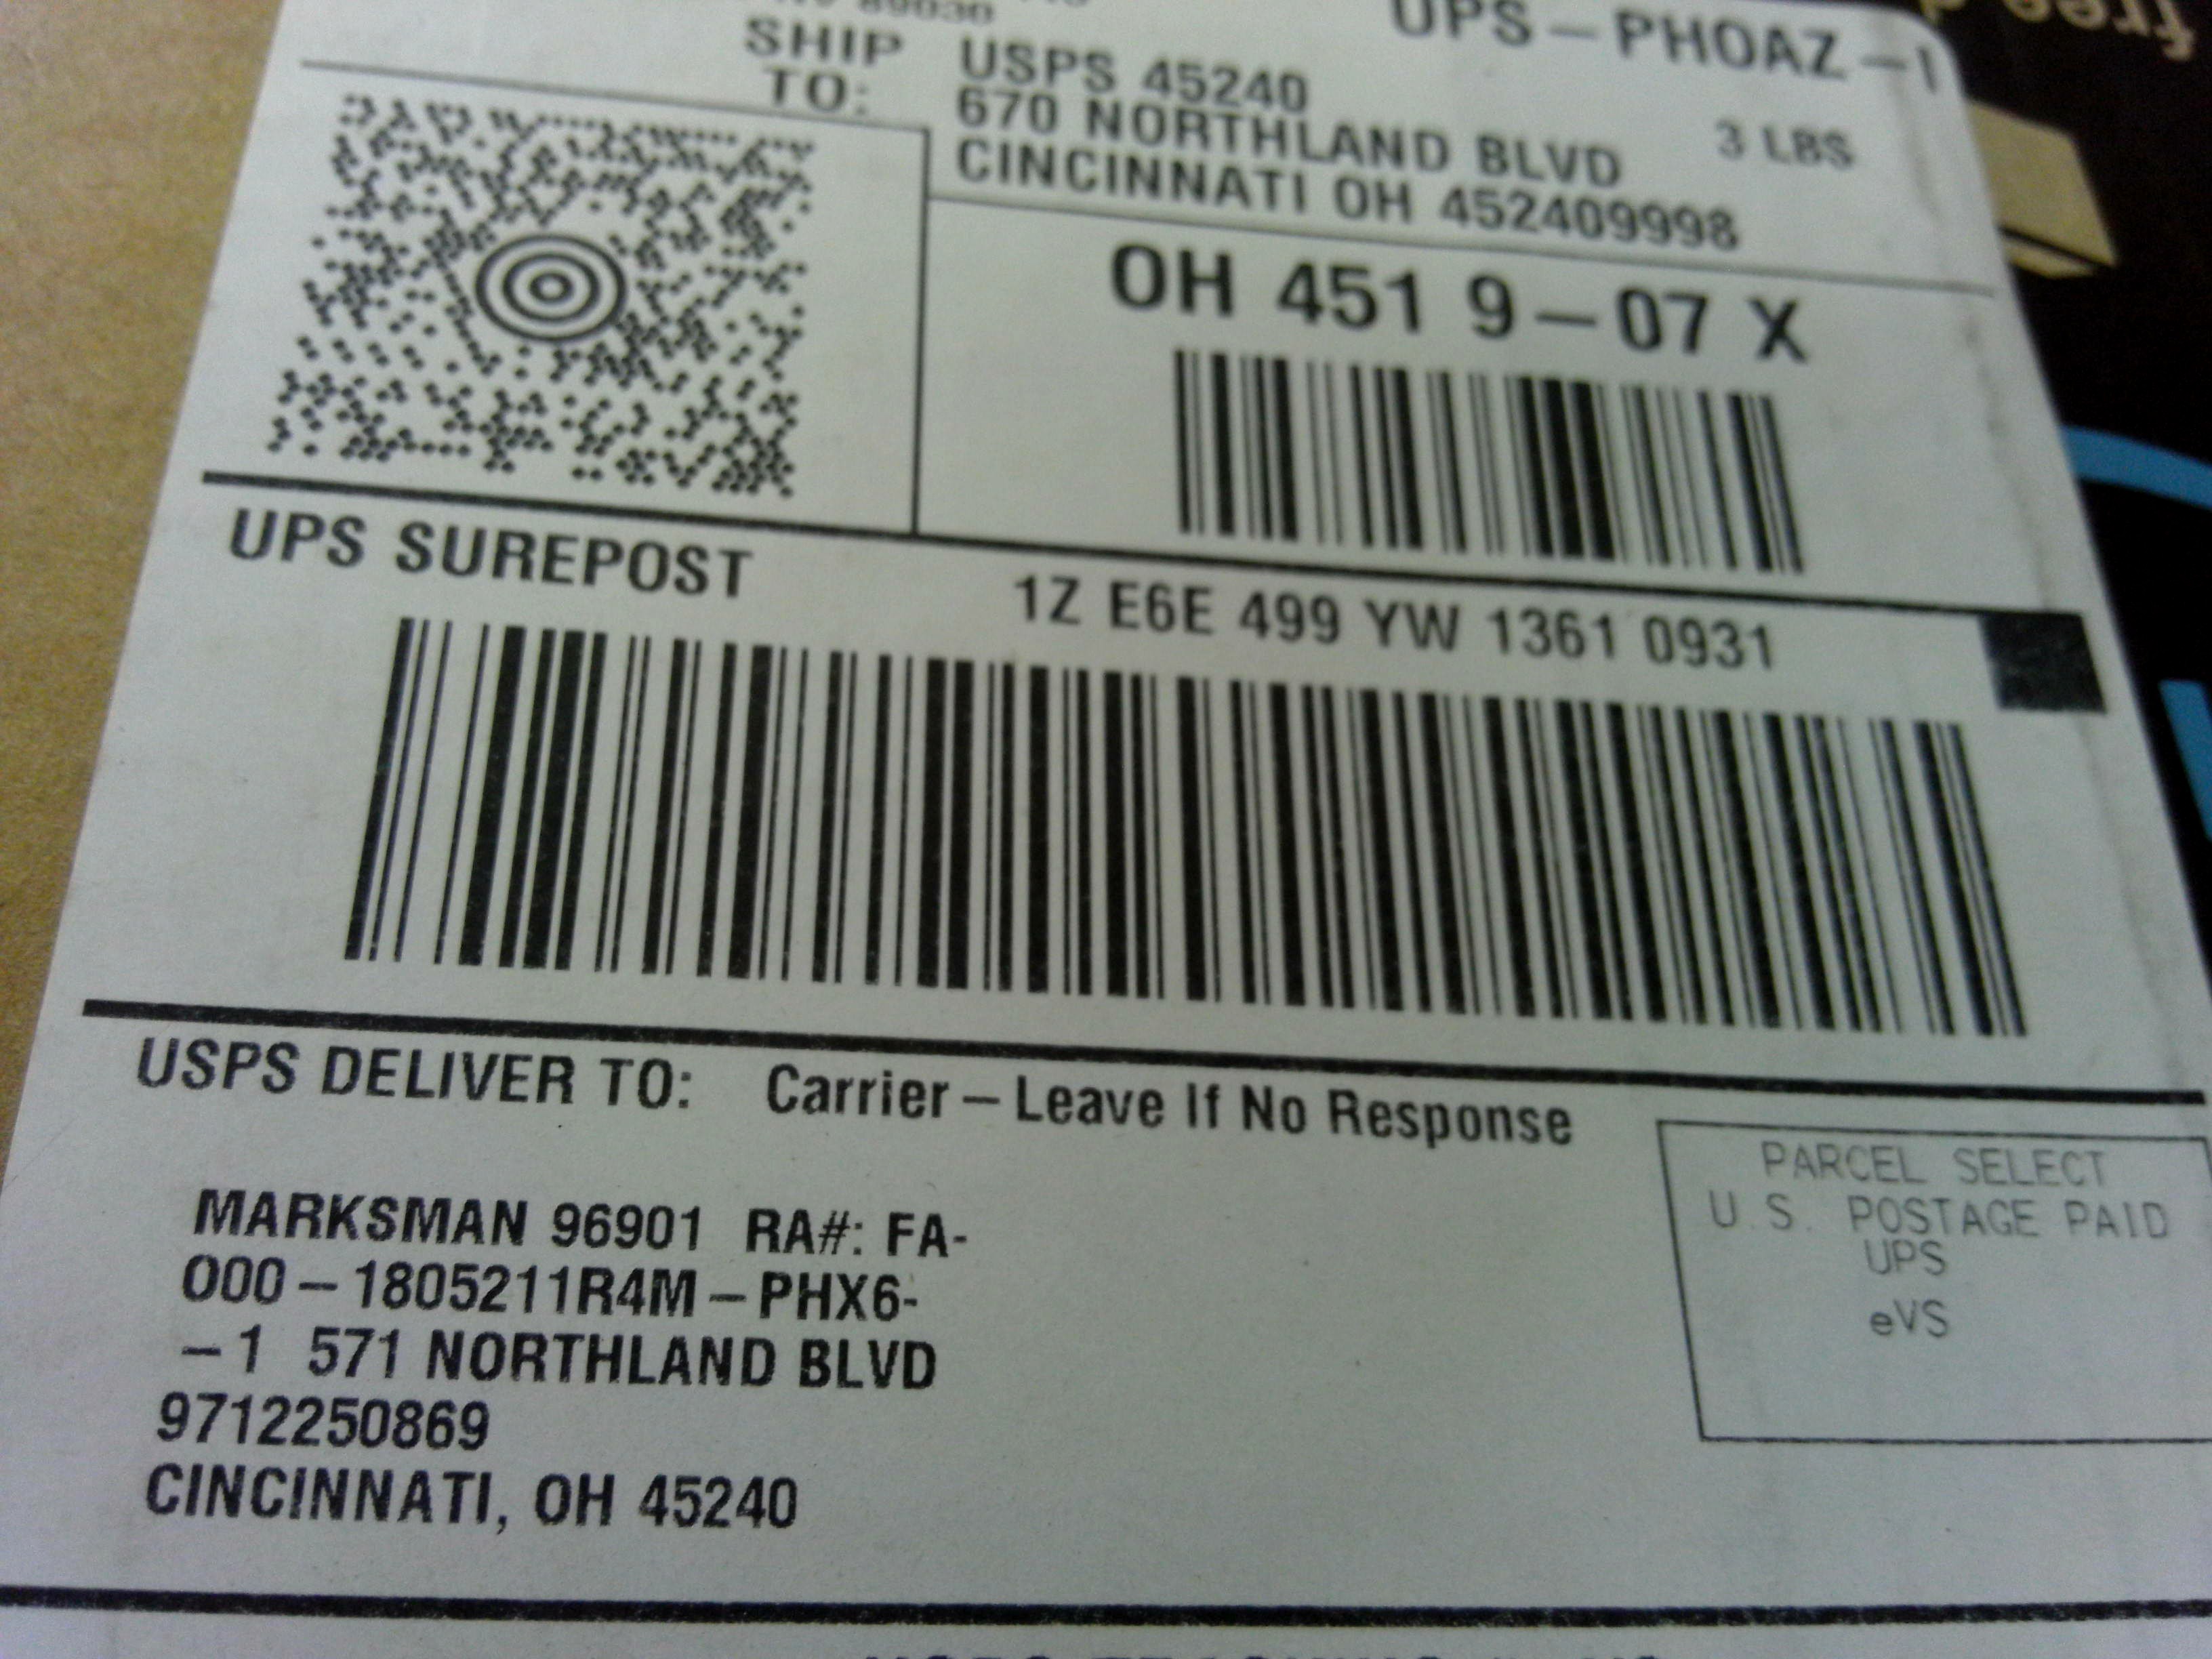 UPS - PHOAZ - 1
SHIP TO:
USPS 45240
670 NORTHLAND BLVD
CINCINNATI OH 452409998
3 LBS
OH 451 9-07 X
UPS SUREPOST
1Z E6E 499 YW 1361 0931
USPS DELIVER TO: Carrier - Leave If No Response
MARKSMAN 96901 RA#: FA-
000-1805211R4M-PHX6-
-1 571 NORTHLAND BLVD
9712250869
CINCINNATI, OH 45240
PARCEL SELECT
U.S. POSTAGE PAID
UPS
eVS
free